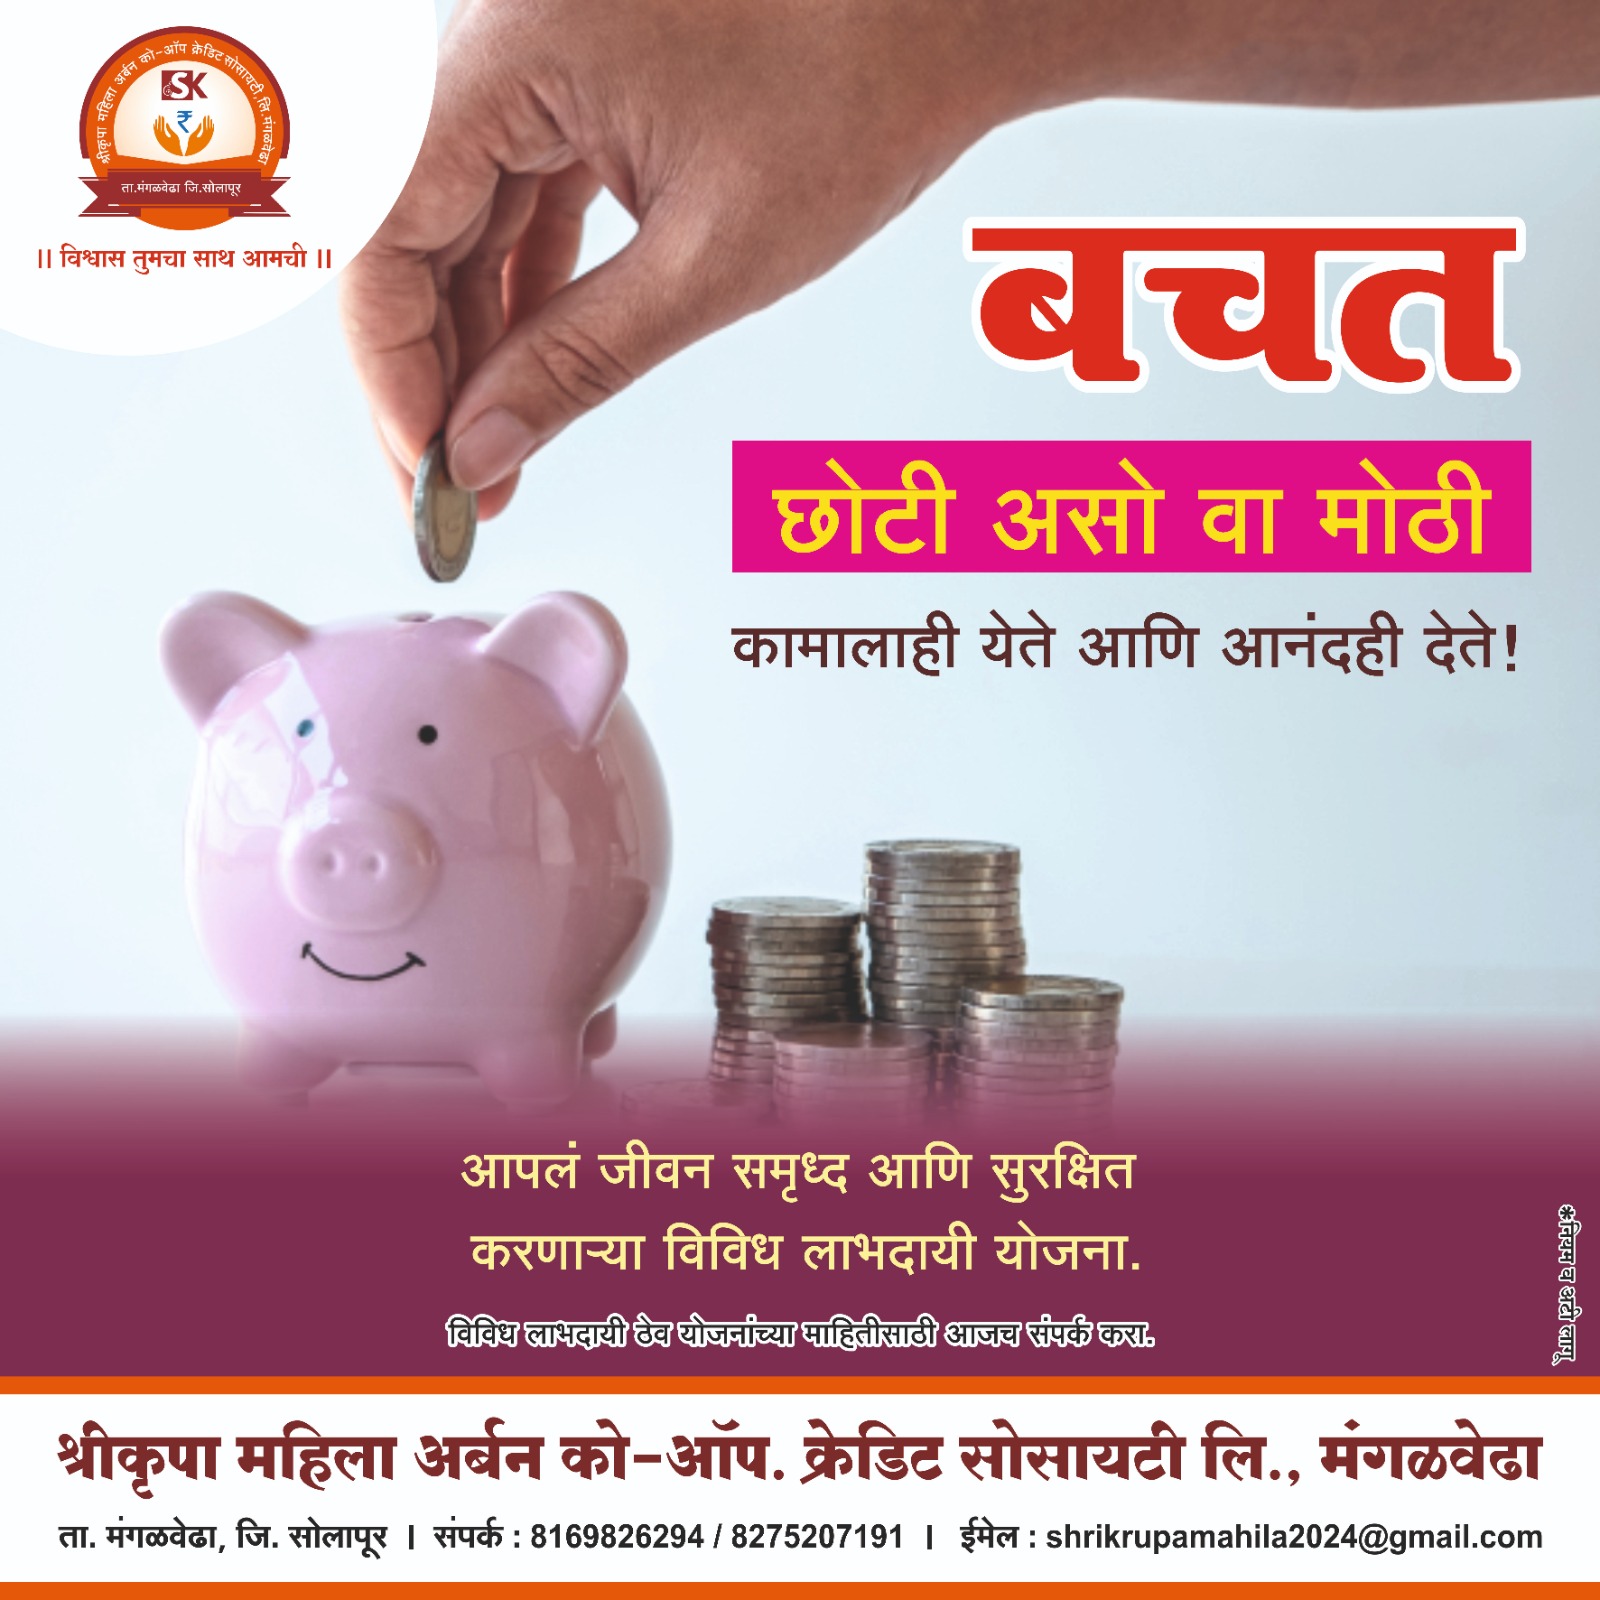 श्रीकृपा महिला अर्बन को-ऑप क्रेडिट सोसायटी,लि.मंगळवेढा
SK
₹
ता.मंगळवेढा जि.सोलापूर
|| विश्वास तुमचा साथ आमची ||
बचत
छोटी असो वा मोठी
कामालाही येते आणि आनंदही देते!
आपलं जीवन समृध्द आणि सुरक्षित
करणाऱ्या विविध लाभदायी योजना.
विविध लाभदायी ठेव योजनांच्या माहितीसाठी आजच संपर्क करा.
*नियम व अटी लागू
श्रीकृपा महिला अर्बन को-ऑप. क्रेडिट सोसायटी लि., मंगळवेढा
ता. मंगळवेढा, जि. सोलापूर | संपर्क : 8169826294 / 8275207191 | ईमेल : shrikrupamahila2024@gmail.com